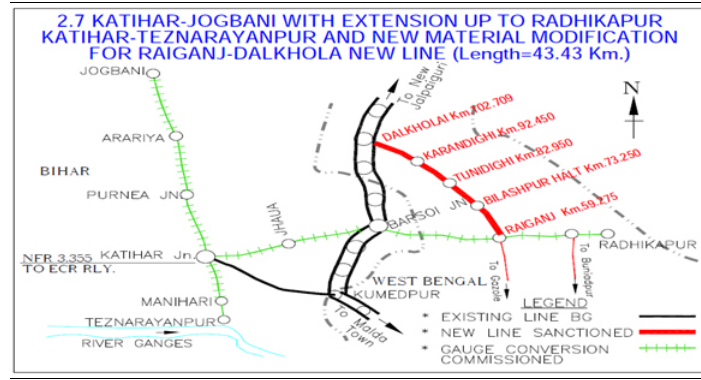 2.7 KATIHAR-JOGBANI WITH EXTENSION UP TO RADHIKAPUR
KATIHAR-TEZNARAYANPUR AND NEW MATERIAL MODIFICATION
FOR RAIGANJ-DALKHOLA NEW LINE (Length=43.43 Km.)
JOGBANI
To New
Jalpaiguri
N
DALKHOLAI Km.102.709
ARARIYA
KARANDIGHI Km.92.450
TUNIDIGHI Km.82.950
BIHAR
BILASHPUR HALT Km.73.250
PURNEA JN.
JHAUA
BARSOI JN.
RAIGANJ Km.59.275
RADHIKAPUR
NFR 3.355
TO ECR RLY.
KATIHAR Jn.
To Gazole
To Buniadpur
WEST BENGAL
KUMEDPUR
MANIHARI
To Malda
Town
TEZNARAYANPUR
RIVER GANGES
LEGEND
* EXISTING LINE BG
* NEW LINE SANCTIONED
* GAUGE CONVERSION
COMMISSIONED